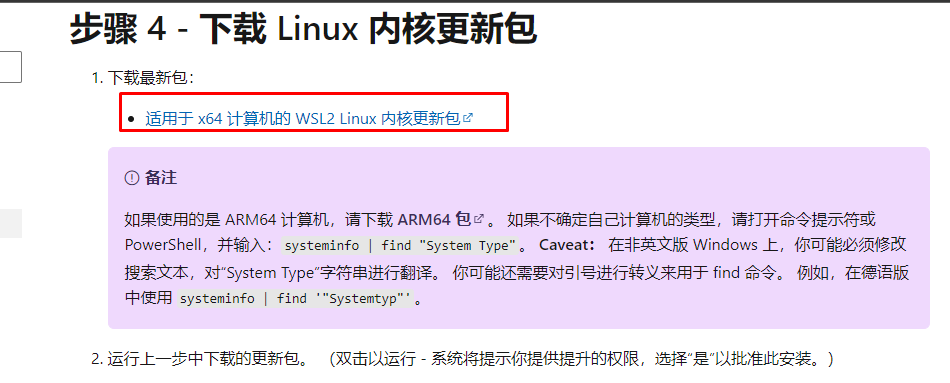 步骤 4 - 下载 Linux 内核更新包
1. 下载最新包：
• 适用于 x64 计算机的 WSL2 Linux 内核更新包
备注
如果使用的是 ARM64 计算机，请下载 ARM64 包。 如果不确定自己计算机的类型，请打开命令提示符或
PowerShell，并输入：systeminfo | find "System Type"。 Caveat： 在非英文版 Windows 上，你可能必须修改
搜索文本，对“System Type”字符串进行翻译。 你可能还需要对引号进行转义来用于 find 命令。 例如，在德语版
中使用 systeminfo | find '"Systemtyp"'。
2. 运行上一步中下载的更新包。 （双击以运行 - 系统将提示你提供提升的权限，选择“是”以批准此安装。）